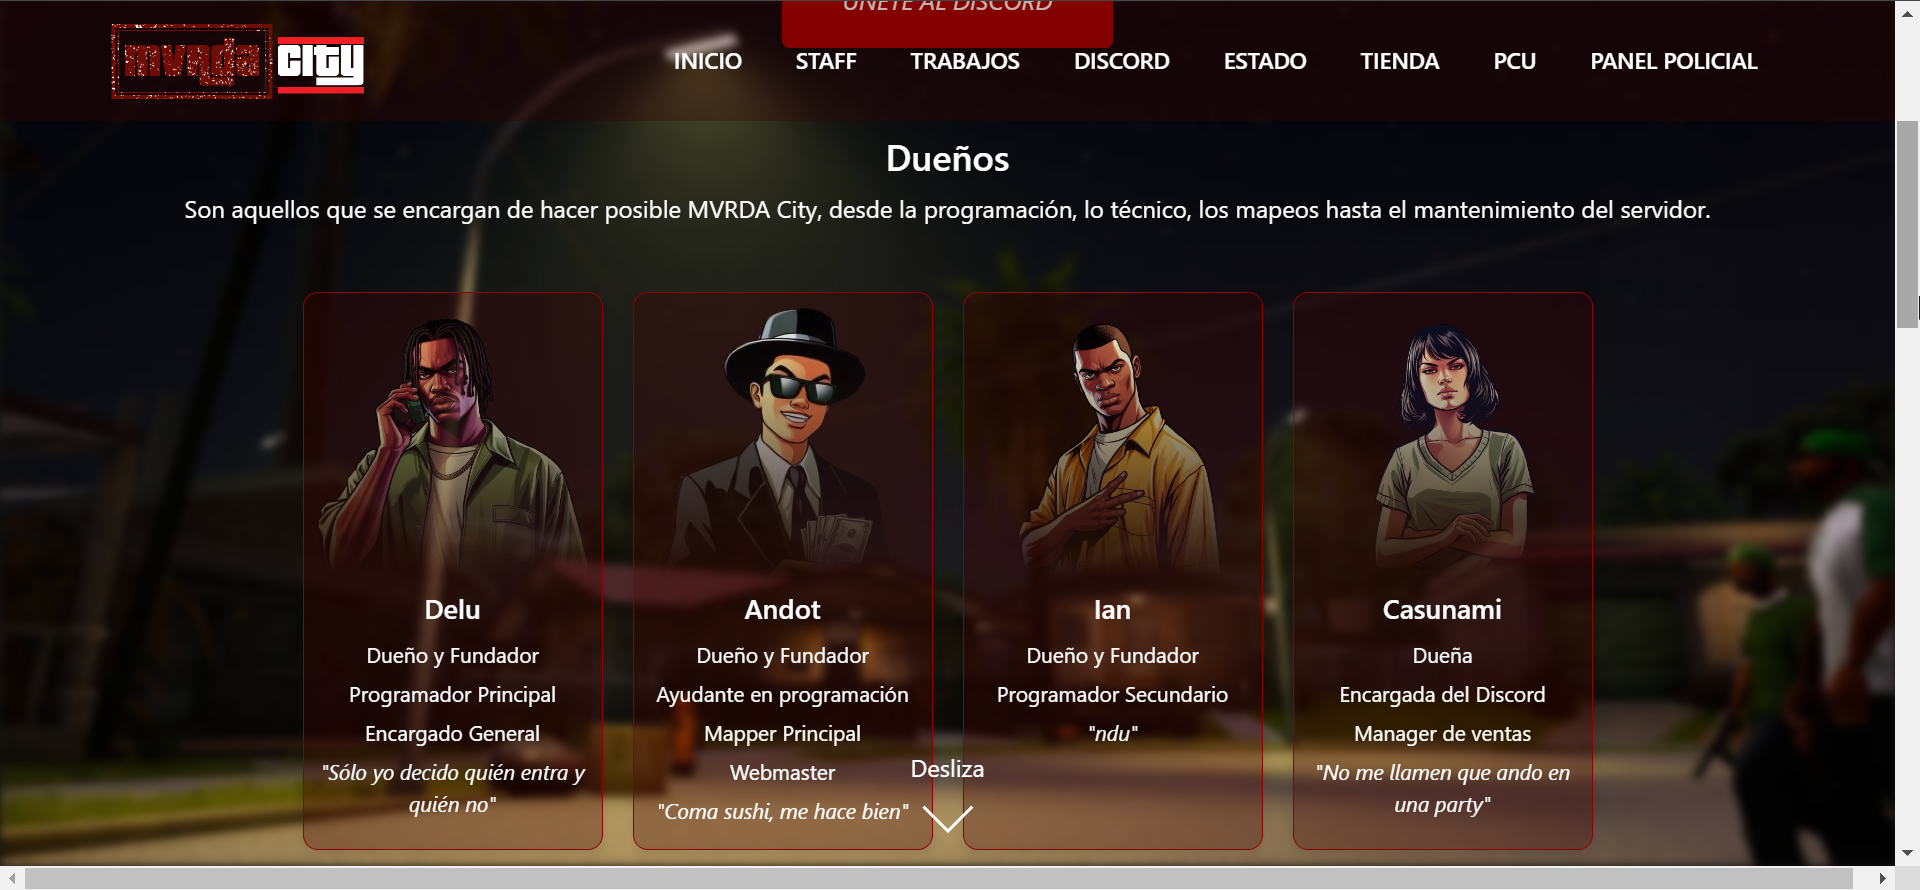 ÚNETE AL DISCORD
mvrda city
INICIO STAFF TRABAJOS DISCORD ESTADO TIENDA PCU PANEL POLICIAL
Dueños
Son aquellos que se encargan de hacer posible MVRDA City, desde la programación, lo técnico, los mapeos hasta el mantenimiento del servidor.
Delu
Dueño y Fundador
Programador Principal
Encargado General
"Sólo yo decido quién entra y
quién no"
Andot
Dueño y Fundador
Ayudante en programación
Mapper Principal
Webmaster
"Coma sushi, me hace bien"
Ian
Dueño y Fundador
Programador Secundario
"ndu"
Casunami
Dueña
Encargada del Discord
Manager de ventas
"No me llamen que ando en
una party"
Desliza